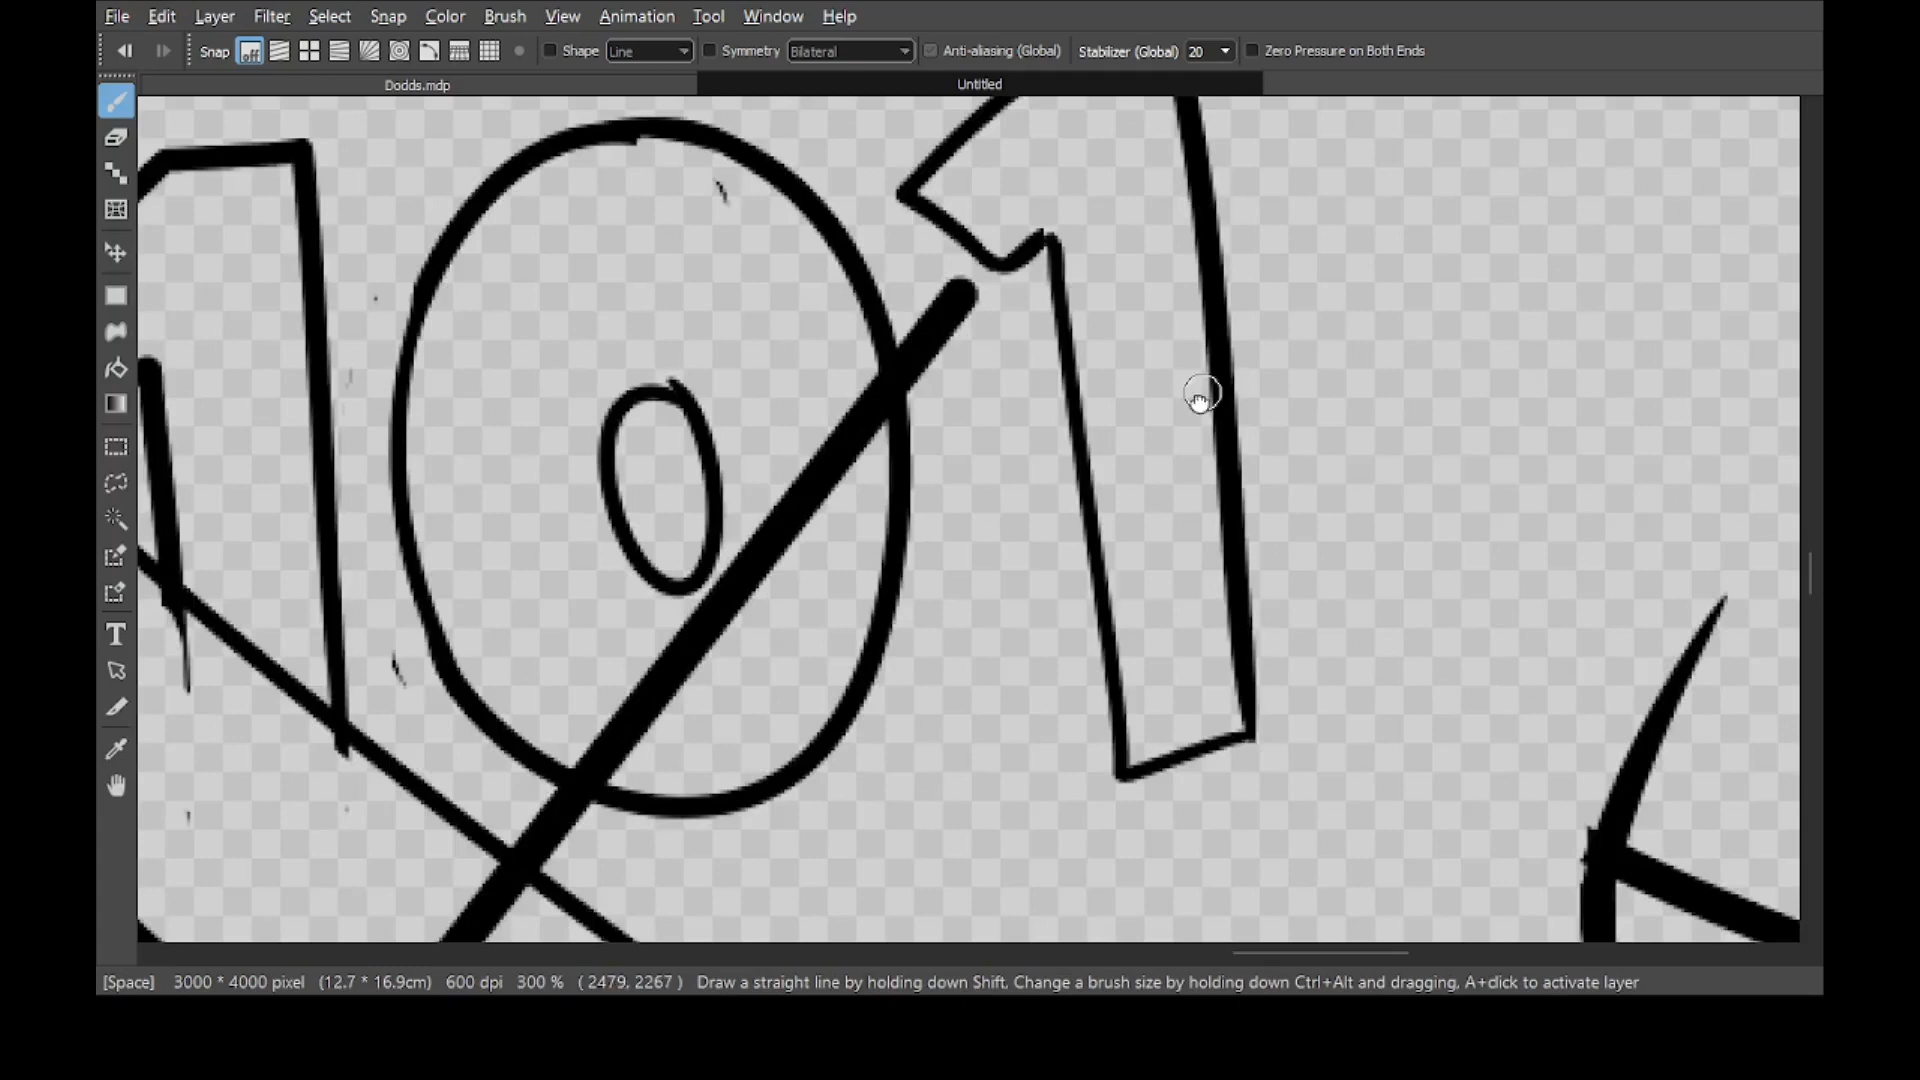 File Edit Layer Filter Select Snap Color Brush View Animation Tool Window Help
Snap off Shape Line Symmetry Bilateral Anti-aliasing (Global) Stabilizer (Global) 20 Zero Pressure on Both Ends
Dodds.mdp Untitled
T
[Space] 3000 * 4000 pixel (12.7 * 16.9cm) 600 dpi 300 % ( 2479, 2267 ) Draw a straight line by holding down Shift, Change a brush size by holding down Ctrl+Alt and dragging, A+click to activate layer